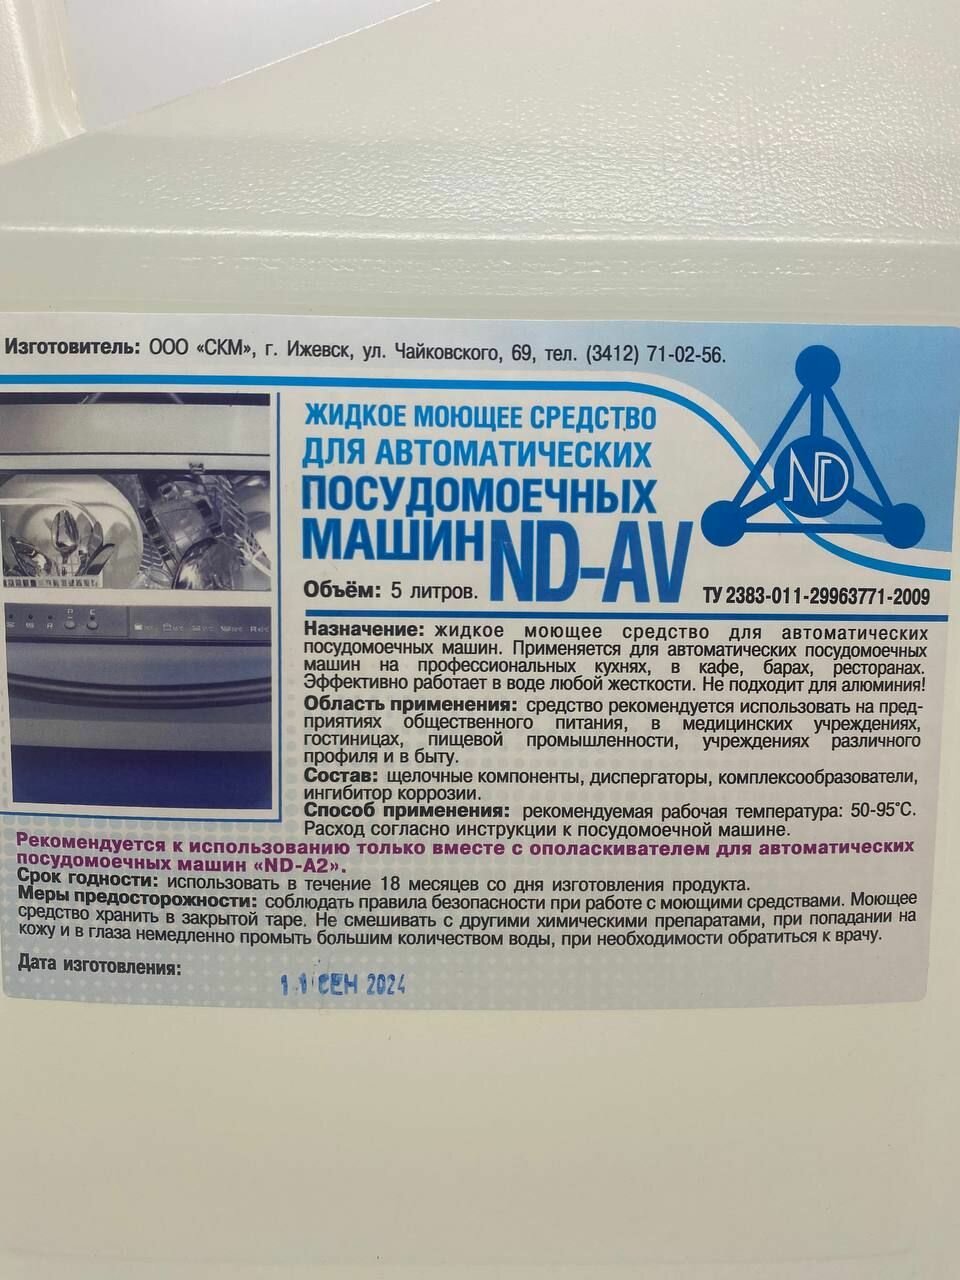 Изготовитель: ООО «СКМ», г. Ижевск, ул. Чайковского, 69, тел. (3412) 71-02-56.
ND
ЖИДКОЕ МОЮЩЕЕ СРЕДСТВО
ДЛЯ АВТОМАТИЧЕСКИХ
ПОСУДОМОЕЧНЫХ
МАШИН ND-AV
Объём: 5 литров.
ТУ 2383-011-29963771-2009
Назначение: жидкое моющее средство для автоматических
посудомоечных машин. Применяется для автоматических посудомоечных
машин на профессиональных кухнях, в кафе, барах, ресторанах.
Эффективно работает в воде любой жесткости. Не подходит для алюминия!
Область применения: средство рекомендуется использовать на пред-
приятиях общественного питания, в медицинских учреждениях,
гостиницах, пищевой промышленности, учреждениях различного
профиля и в быту.
Состав: щелочные компоненты, диспергаторы, комплексообразователи,
ингибитор коррозии.
Способ применения: рекомендуемая рабочая температура: 50-95°С.
Расход согласно инструкции к посудомоечной машине.
Рекомендуется к использованию только вместе с ополаскивателем для автоматических
посудомоечных машин «ND-A2».
Срок годности: использовать в течение 18 месяцев со дня изготовления продукта.
Меры предосторожности: соблюдать правила безопасности при работе с моющими средствами. Моющее
средство хранить в закрытой таре. Не смешивать с другими химическими препаратами, при попадании на
кожу и в глаза немедленно промыть большим количеством воды, при необходимости обратиться к врачу.
Дата изготовления:
11 СЕН 2024